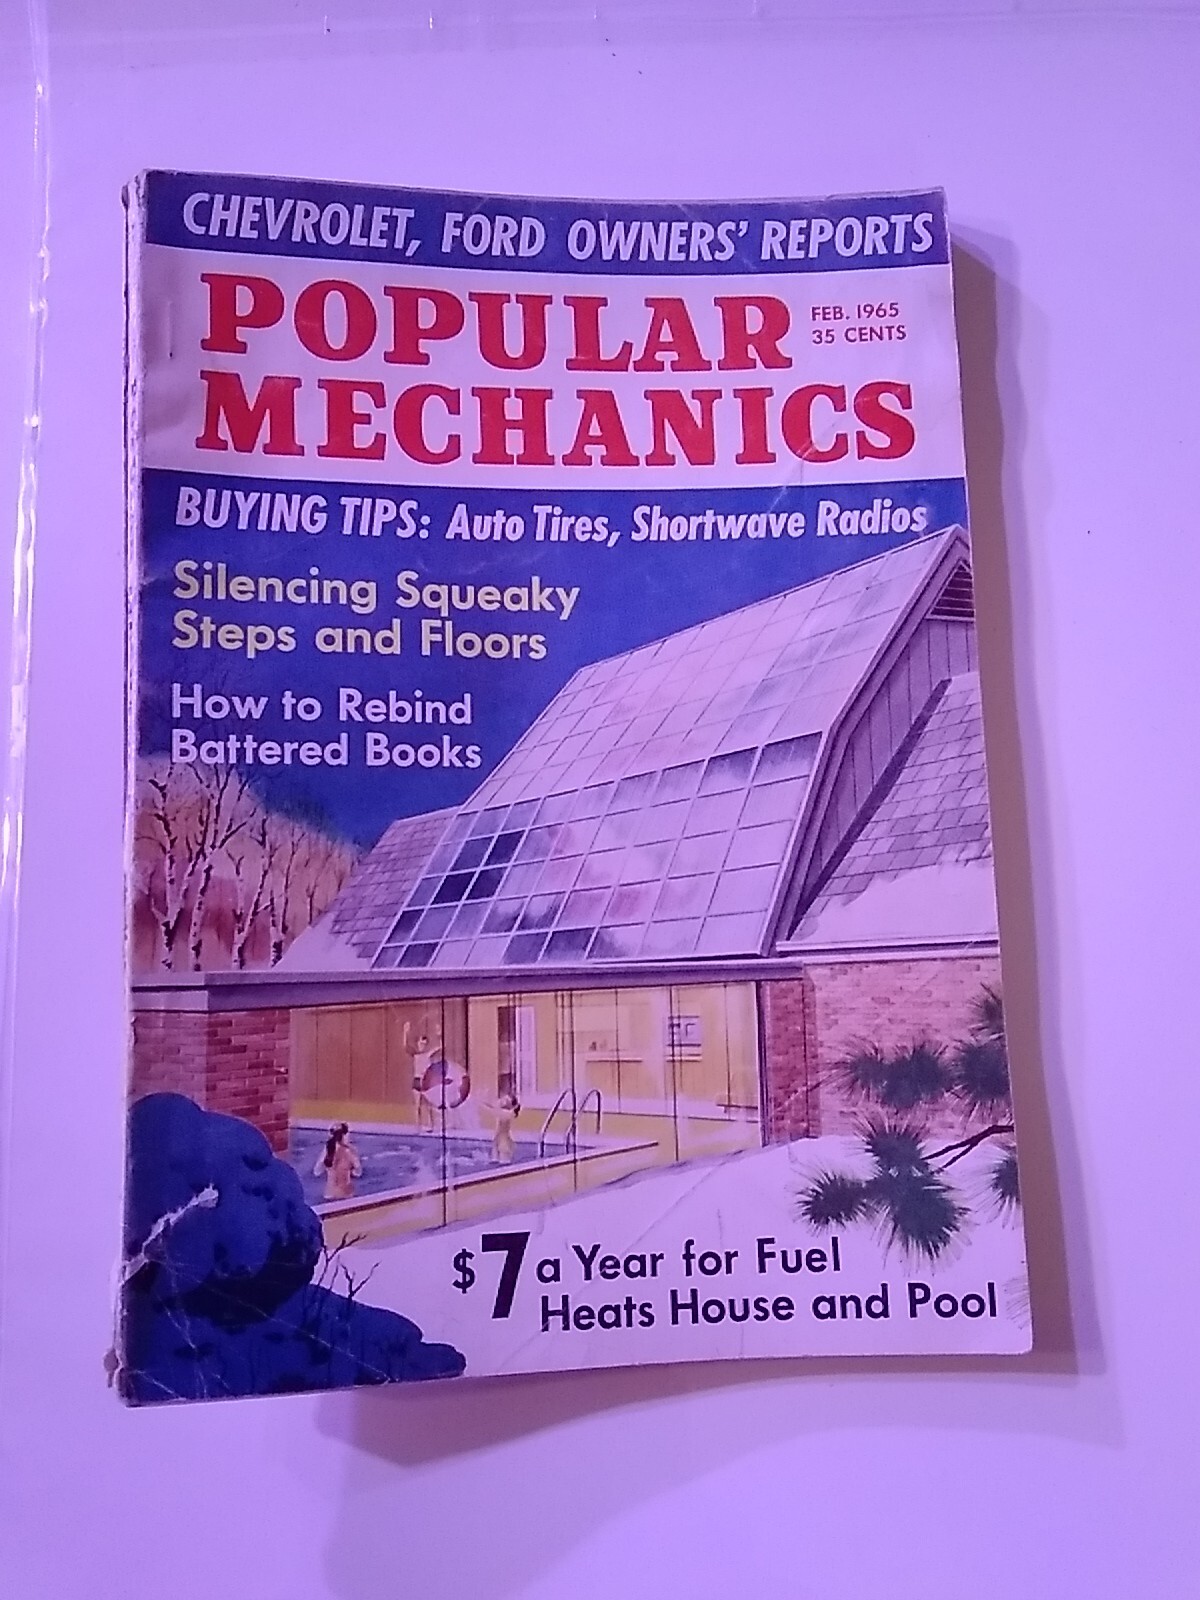 CHEVROLET, FORD OWNERS' REPORTS
POPULAR
MECHANICS
FEB. 1965
35 CENTS
BUYING TIPS: Auto Tires, Shortwave Radios
Silencing Squeaky
Steps and Floors
How to Rebind
Battered Books
$7 a Year for Fuel
Heats House and Pool